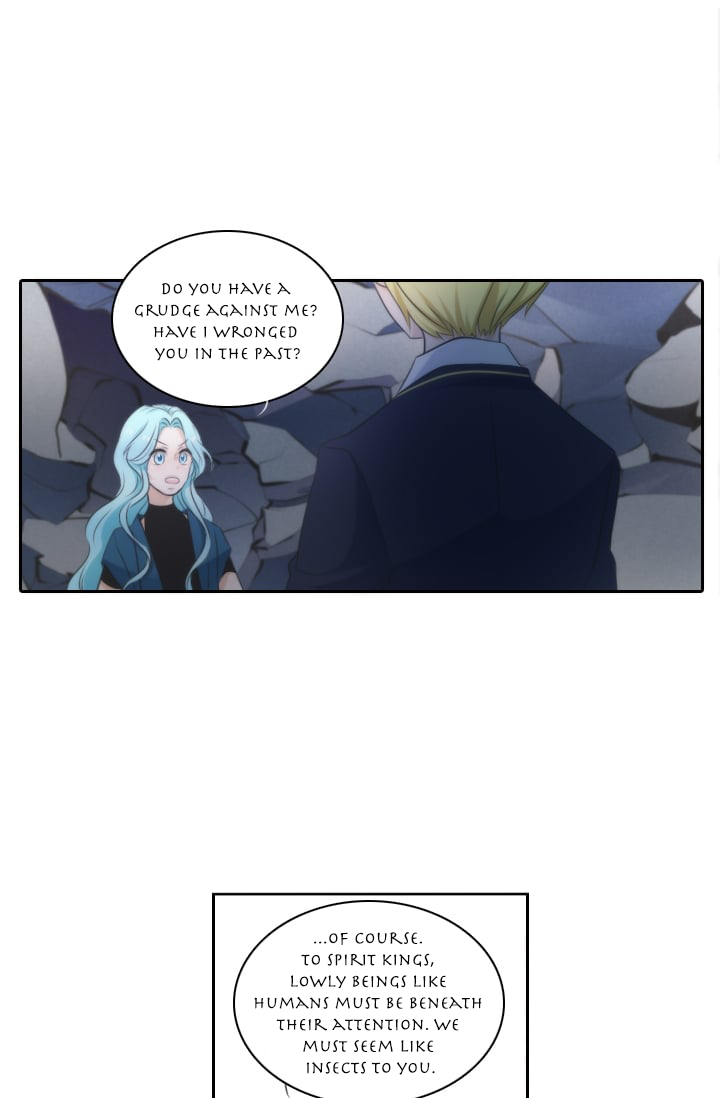 DO YOU HAVE A
GRUDGE AGAINST ME?
HAVE I WRONGED
YOU IN THE PAST?
...OF COURSE.
TO SPIRIT KINGS,
LOWLY BEINGS LIKE
HUMANS MUST BE BENEATH
THEIR ATTENTION. WE
MUST SEEM LIKE
INSECTS TO YOU.